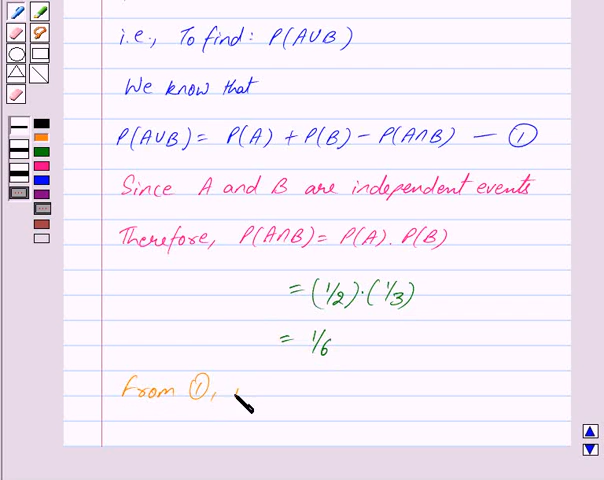 i.e., To find: P(A∪B)
We know that
P(A∪B) = P(A) + P(B) - P(A∩B) — ①
Since A and B are independent events
Therefore, P(A∩B) = P(A). P(B)
= (1/2)·(1/3)
= 1/6
From ①,